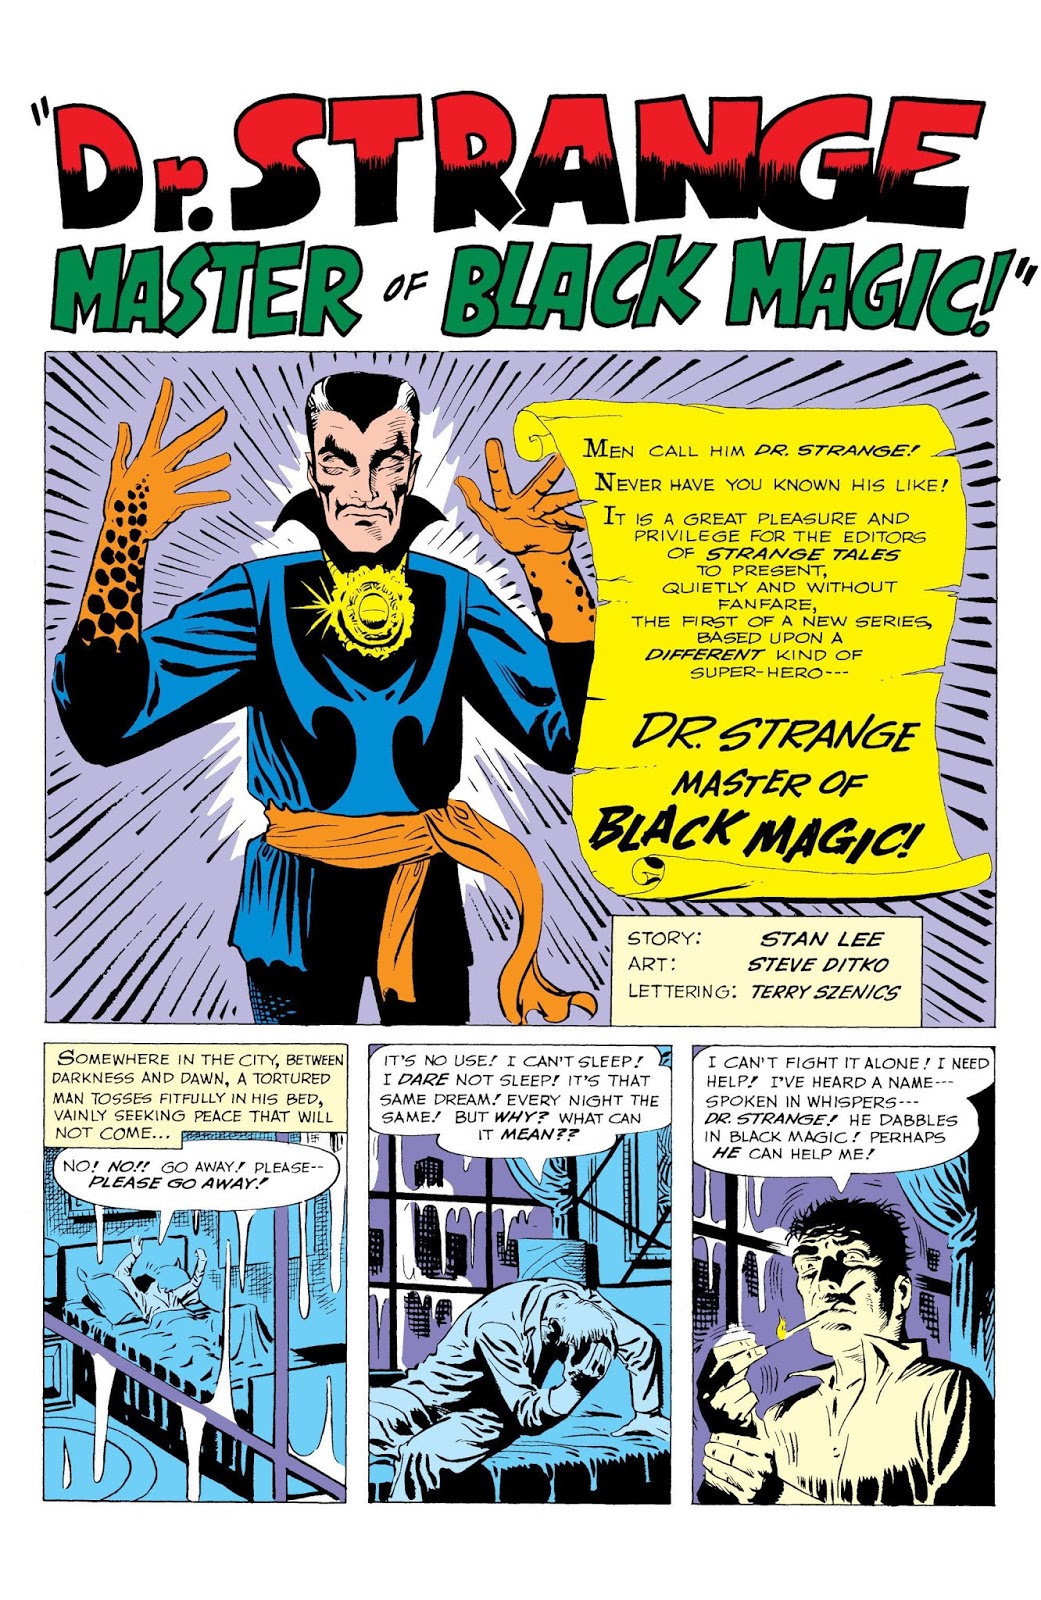 "Dr. STRANGE
MASTER OF BLACK MAGIC!"
MEN CALL HIM DR. STRANGE!
NEVER HAVE YOU KNOWN HIS LIKE!
IT IS A GREAT PLEASURE AND
PRIVILEGE FOR THE EDITORS
OF STRANGE TALES
TO PRESENT,
QUIETLY AND WITHOUT
FANFARE,
THE FIRST OF A NEW SERIES,
BASED UPON A
DIFFERENT KIND OF
SUPER-HERO---
DR. STRANGE
MASTER OF
BLACK MAGIC!
STORY: STAN LEE
ART: STEVE DITKO
LETTERING: TERRY SZENICS
SOMEWHERE IN THE CITY, BETWEEN
DARKNESS AND DAWN, A TORTURED
MAN TOSSES FITFULLY IN HIS BED,
VAINLY SEEKING PEACE THAT WILL
NOT COME...
NO! NO!! GO AWAY! PLEASE--
PLEASE GO AWAY!
IT'S NO USE! I CAN'T SLEEP!
I DARE NOT SLEEP! IT'S THAT
SAME DREAM! EVERY NIGHT THE
SAME! BUT WHY? WHAT CAN
IT MEAN??
I CAN'T FIGHT IT ALONE! I NEED
HELP! I'VE HEARD A NAME---
SPOKEN IN WHISPERS---
DR. STRANGE! HE DABBLES
IN BLACK MAGIC! PERHAPS
HE CAN HELP ME!